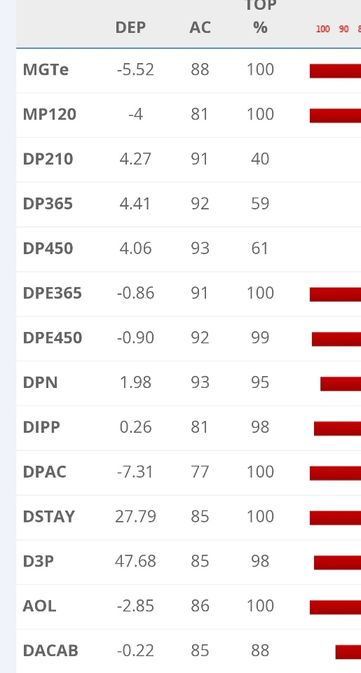 TOP
DEP AC % 100 90
MGTe -5.52 88 100
MP120 -4 81 100
DP210 4.27 91 40
DP365 4.41 92 59
DP450 4.06 93 61
DPE365 -0.86 91 100
DPE450 -0.90 92 99
DPN 1.98 93 95
DIPP 0.26 81 98
DPAC -7.31 77 100
DSTAY 27.79 85 100
D3P 47.68 85 98
AOL -2.85 86 100
DACAB -0.22 85 88